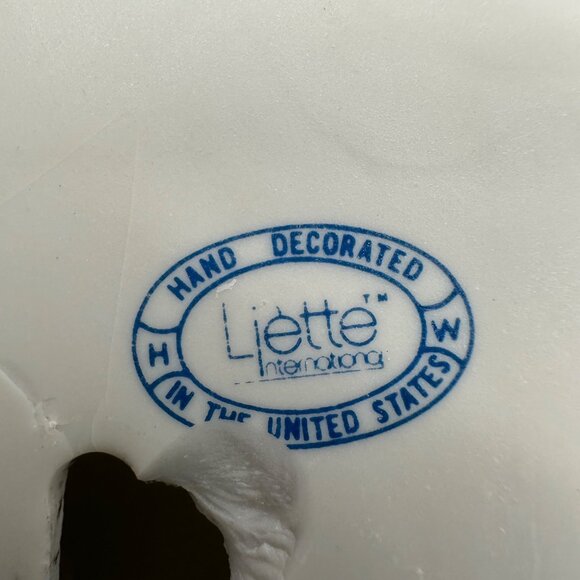 HAND DECORATED
Ljette™
International
H W
IN THE UNITED STATES